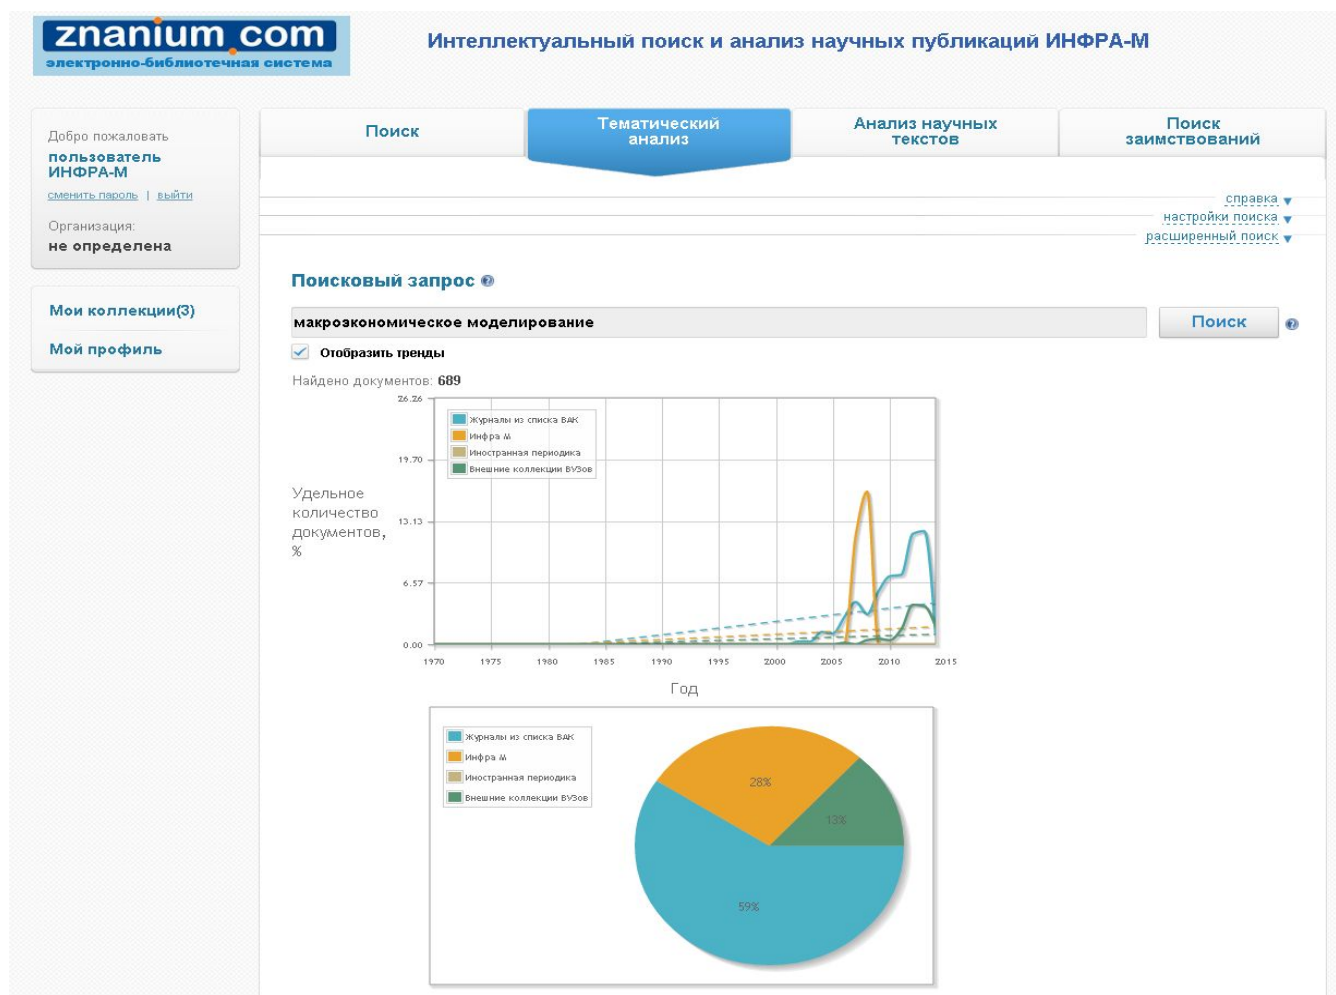 znanium.com
электронно-библиотечная система
Интеллектуальный поиск и анализ научных публикаций ИНФРА-М
Добро пожаловать
пользователь
ИНФРА-М
сменить пароль | выйти
Организация:
не определена
Мои коллекции(3)
Мой профиль
Поиск
Тематический
анализ
Анализ научных
текстов
Поиск
заимствований
справка
настройки поиска
расширенный поиск
Поисковый запрос
макроэкономическое моделирование
Поиск
Отобразить тренды
Найдено документов: 689
26.26
19.70
13.13
6.57
0.00
Журналы из списка ВАК
Инфра М
Иностранная периодика
Внешние коллекции ВУЗов
Удельное
количество
документов,
%
1970 1975 1980 1985 1990 1995 2000 2005 2010 2015
Год
Журналы из списка ВАК
Инфра М
Иностранная периодика
Внешние коллекции ВУЗов
28%
13%
59%